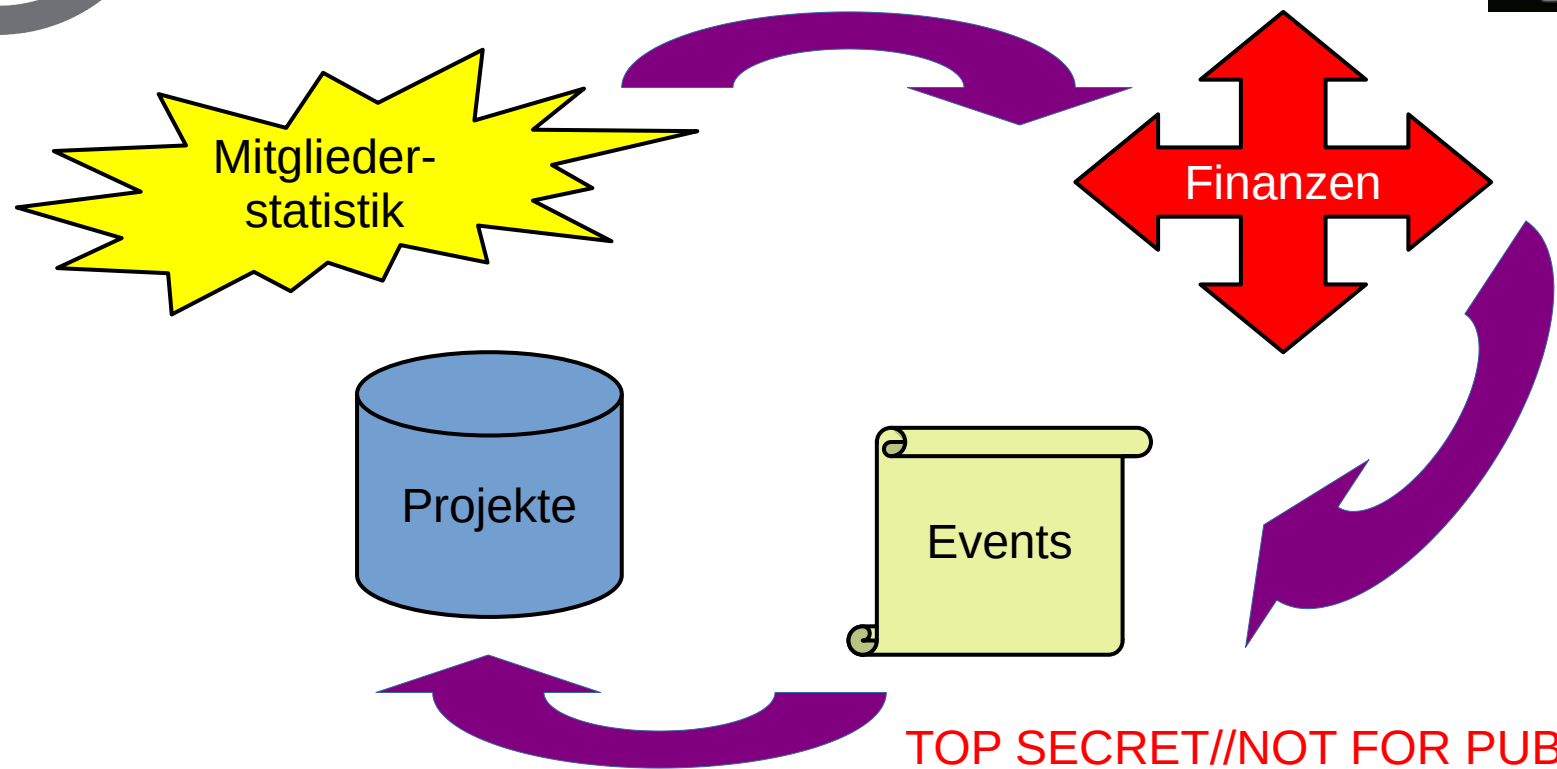 Mitglieder-
statistik
Finanzen
Projekte
Events
TOP SECRET//NOT FOR PUB